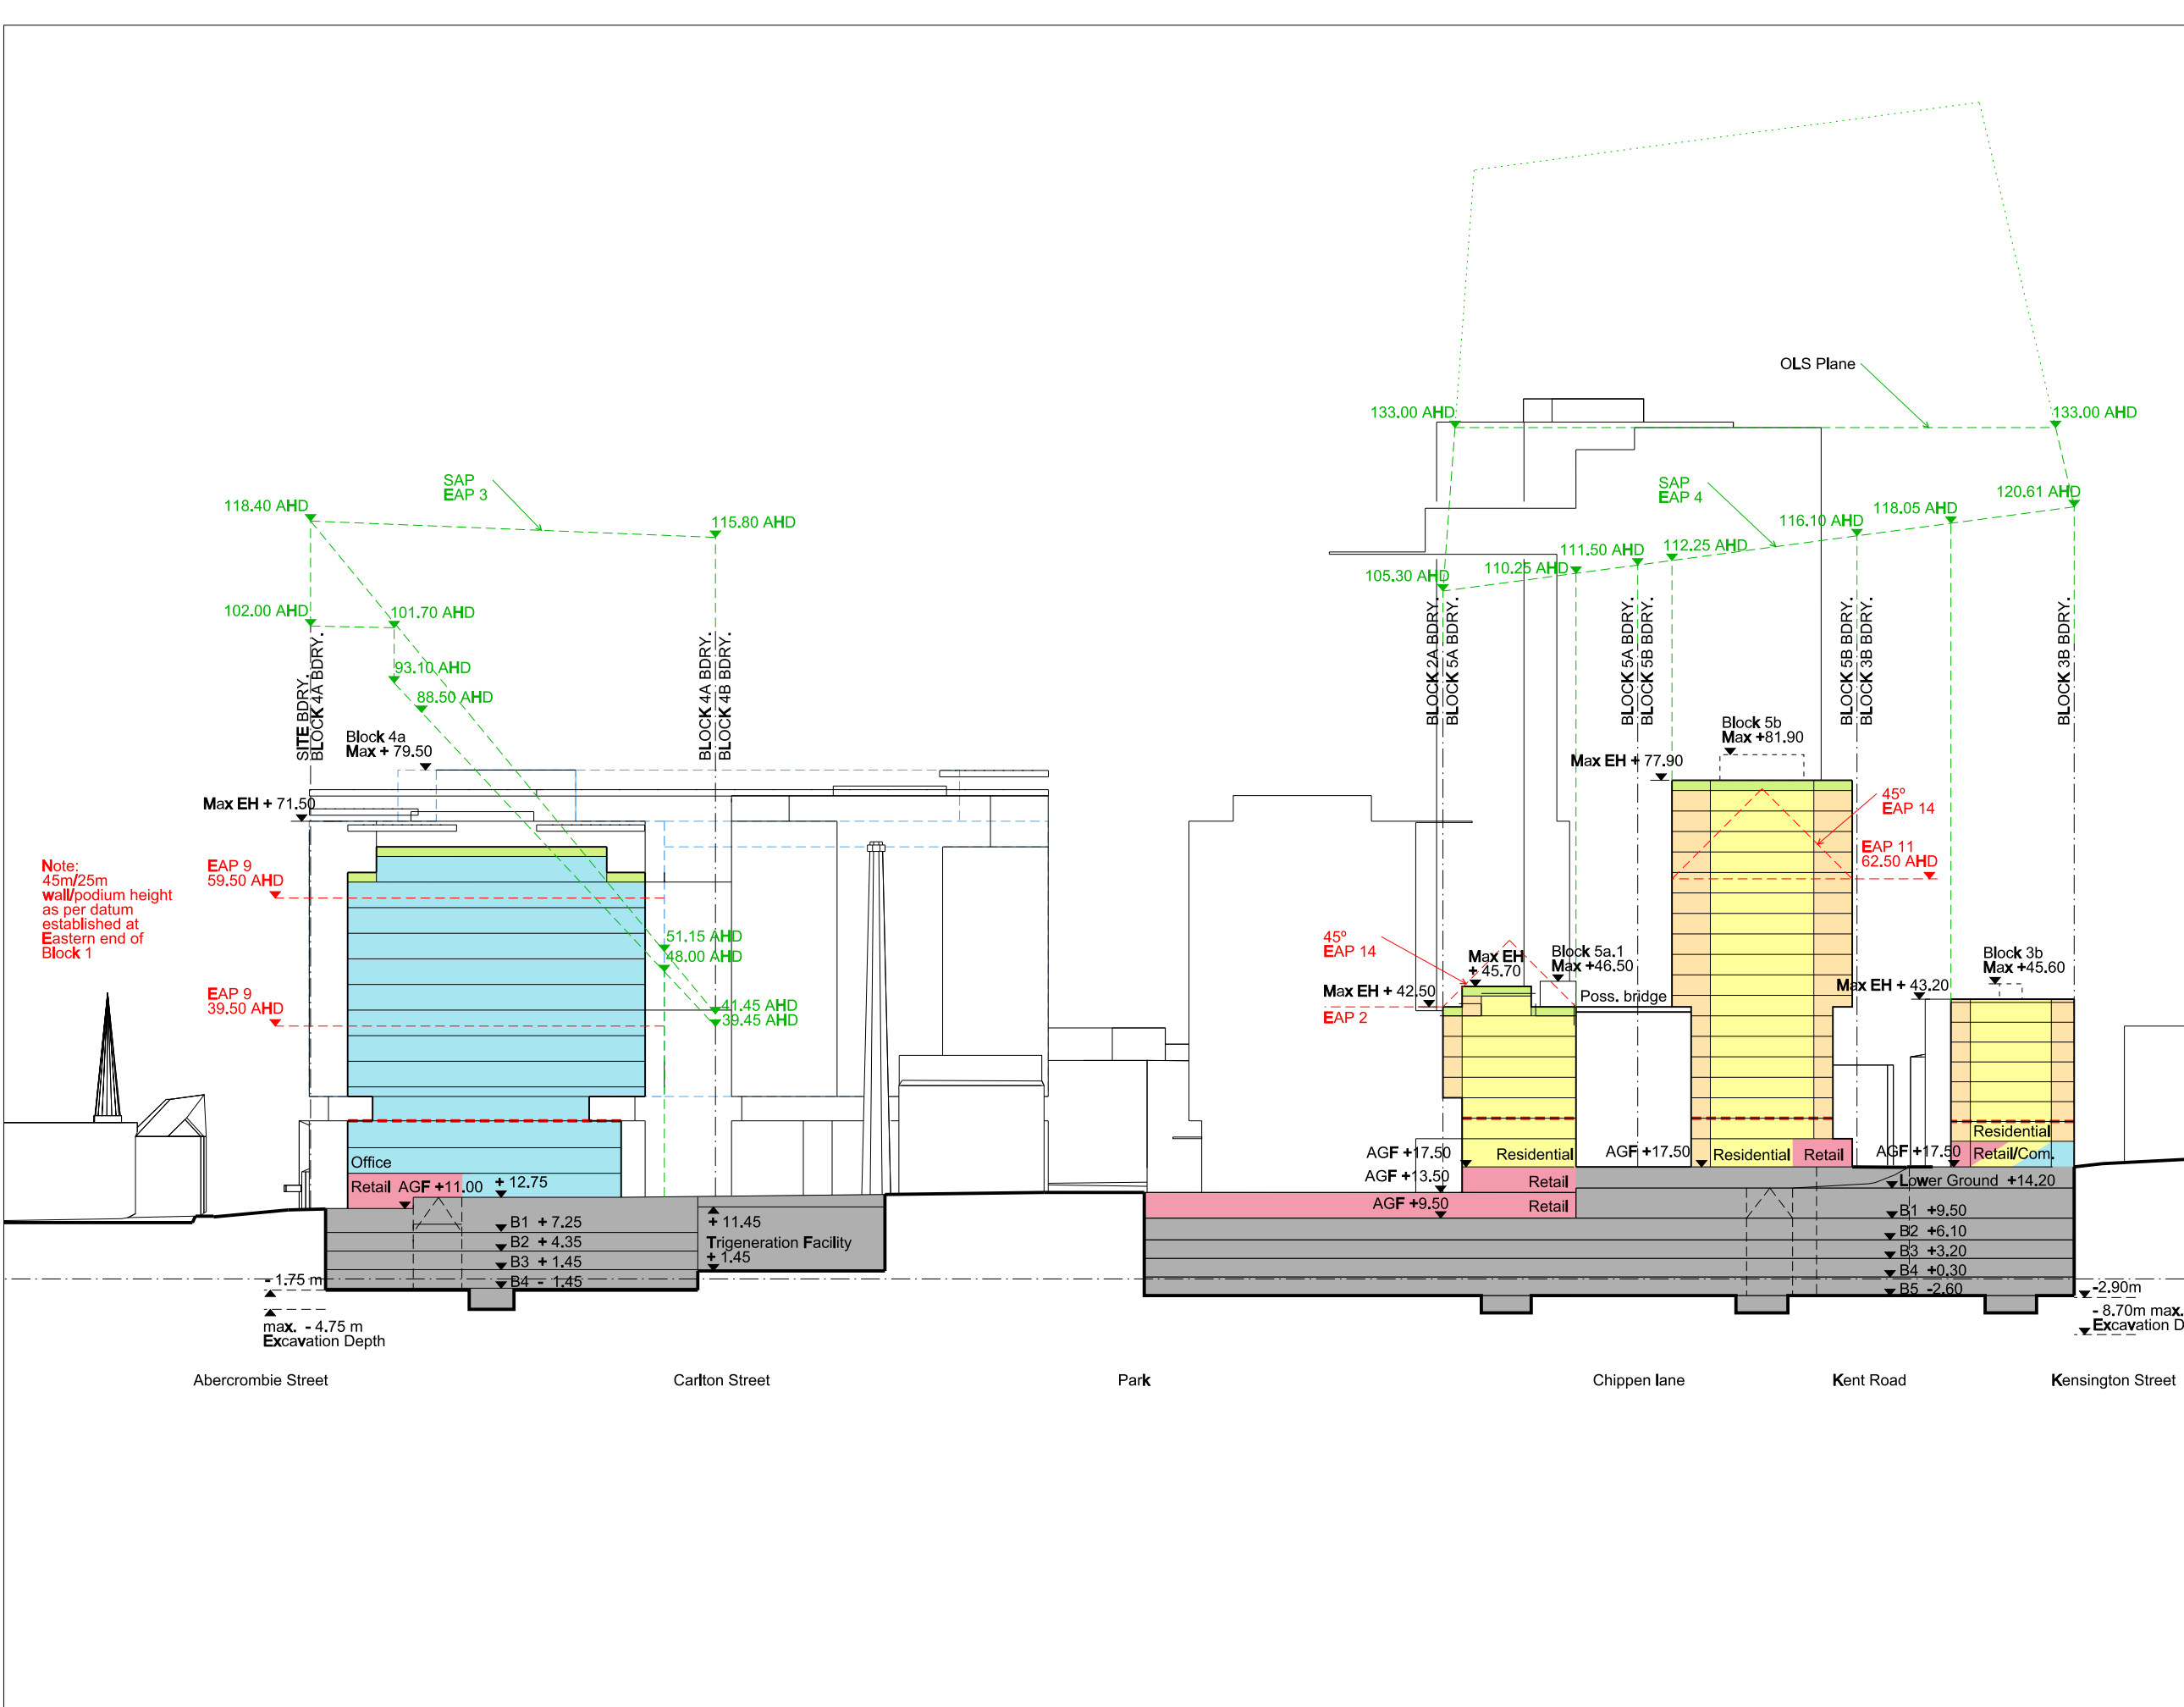 OLS Plane
133.00 AHD
133.00 AHD
SAP
EAP 3
SAP
EAP 4
118.40 AHD
115.80 AHD
120.61 AHD
118.05 AHD
116.10 AHD
112.25 AHD
111.50 AHD
110.25 AHD
105.30 AHD
102.00 AHD
101.70 AHD
93.10 AHD
88.50 AHD
SITE BDRY.
BLOCK 4A BDRY.
BLOCK 4A BDRY.
BLOCK 4B BDRY.
BLOCK 2A BDRY.
BLOCK 5A BDRY.
BLOCK 5A BDRY.
BLOCK 5B BDRY.
BLOCK 5B BDRY.
BLOCK 3B BDRY.
BLOCK 3B BDRY.
Block 4a
Max + 79.50
Block 5b
Max +81.90
Max EH + 77.90
Max EH + 71.50
45º
EAP 14
EAP 11
62.50 AHD
Note:
45m/25m
wall/podium height
as per datum
established at
Eastern end of
Block 1
EAP 9
59.50 AHD
51.15 AHD
48.00 AHD
45º
EAP 14
Max EH
+ 45.70
Block 5a.1
Max +46.50
Block 3b
Max +45.60
EAP 9
39.50 AHD
41.45 AHD
39.45 AHD
Max EH + 42.50
EAP 2
Poss. bridge
Max EH + 43.20
Office
Retail AGF +11.00
+ 12.75
AGF +17.50
Residential
AGF +17.50
Residential
Retail
AGF +17.50
Residential
Retail/Com.
AGF +13.50
Retail
AGF +9.50
Retail
Lower Ground +14.20
B1 + 7.25
B2 + 4.35
B3 + 1.45
B4 - 1.45
+ 11.45
Trigeneration Facility
+ 1.45
B1 +9.50
B2 +6.10
B3 +3.20
B4 +0.30
B5 -2.60
- 1.75 m
max. - 4.75 m
Excavation Depth
-2.90m
- 8.70m max.
Excavation D
Abercrombie Street
Carlton Street
Park
Chippen lane
Kent Road
Kensington Street